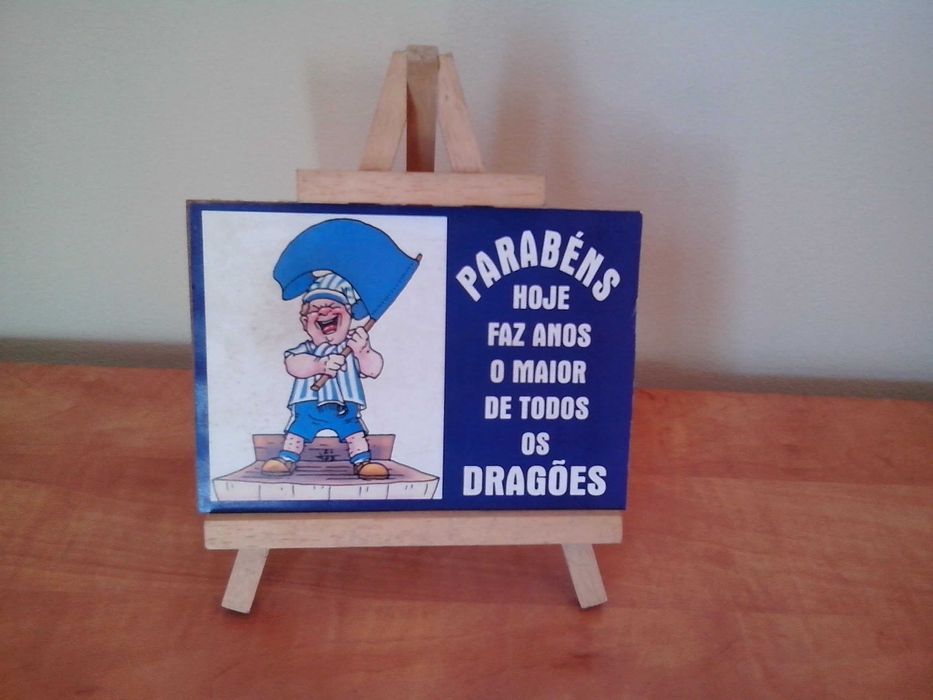 PARABÉNS
HOJE
FAZ ANOS
O MAIOR
DE TODOS
OS
DRAGÕES